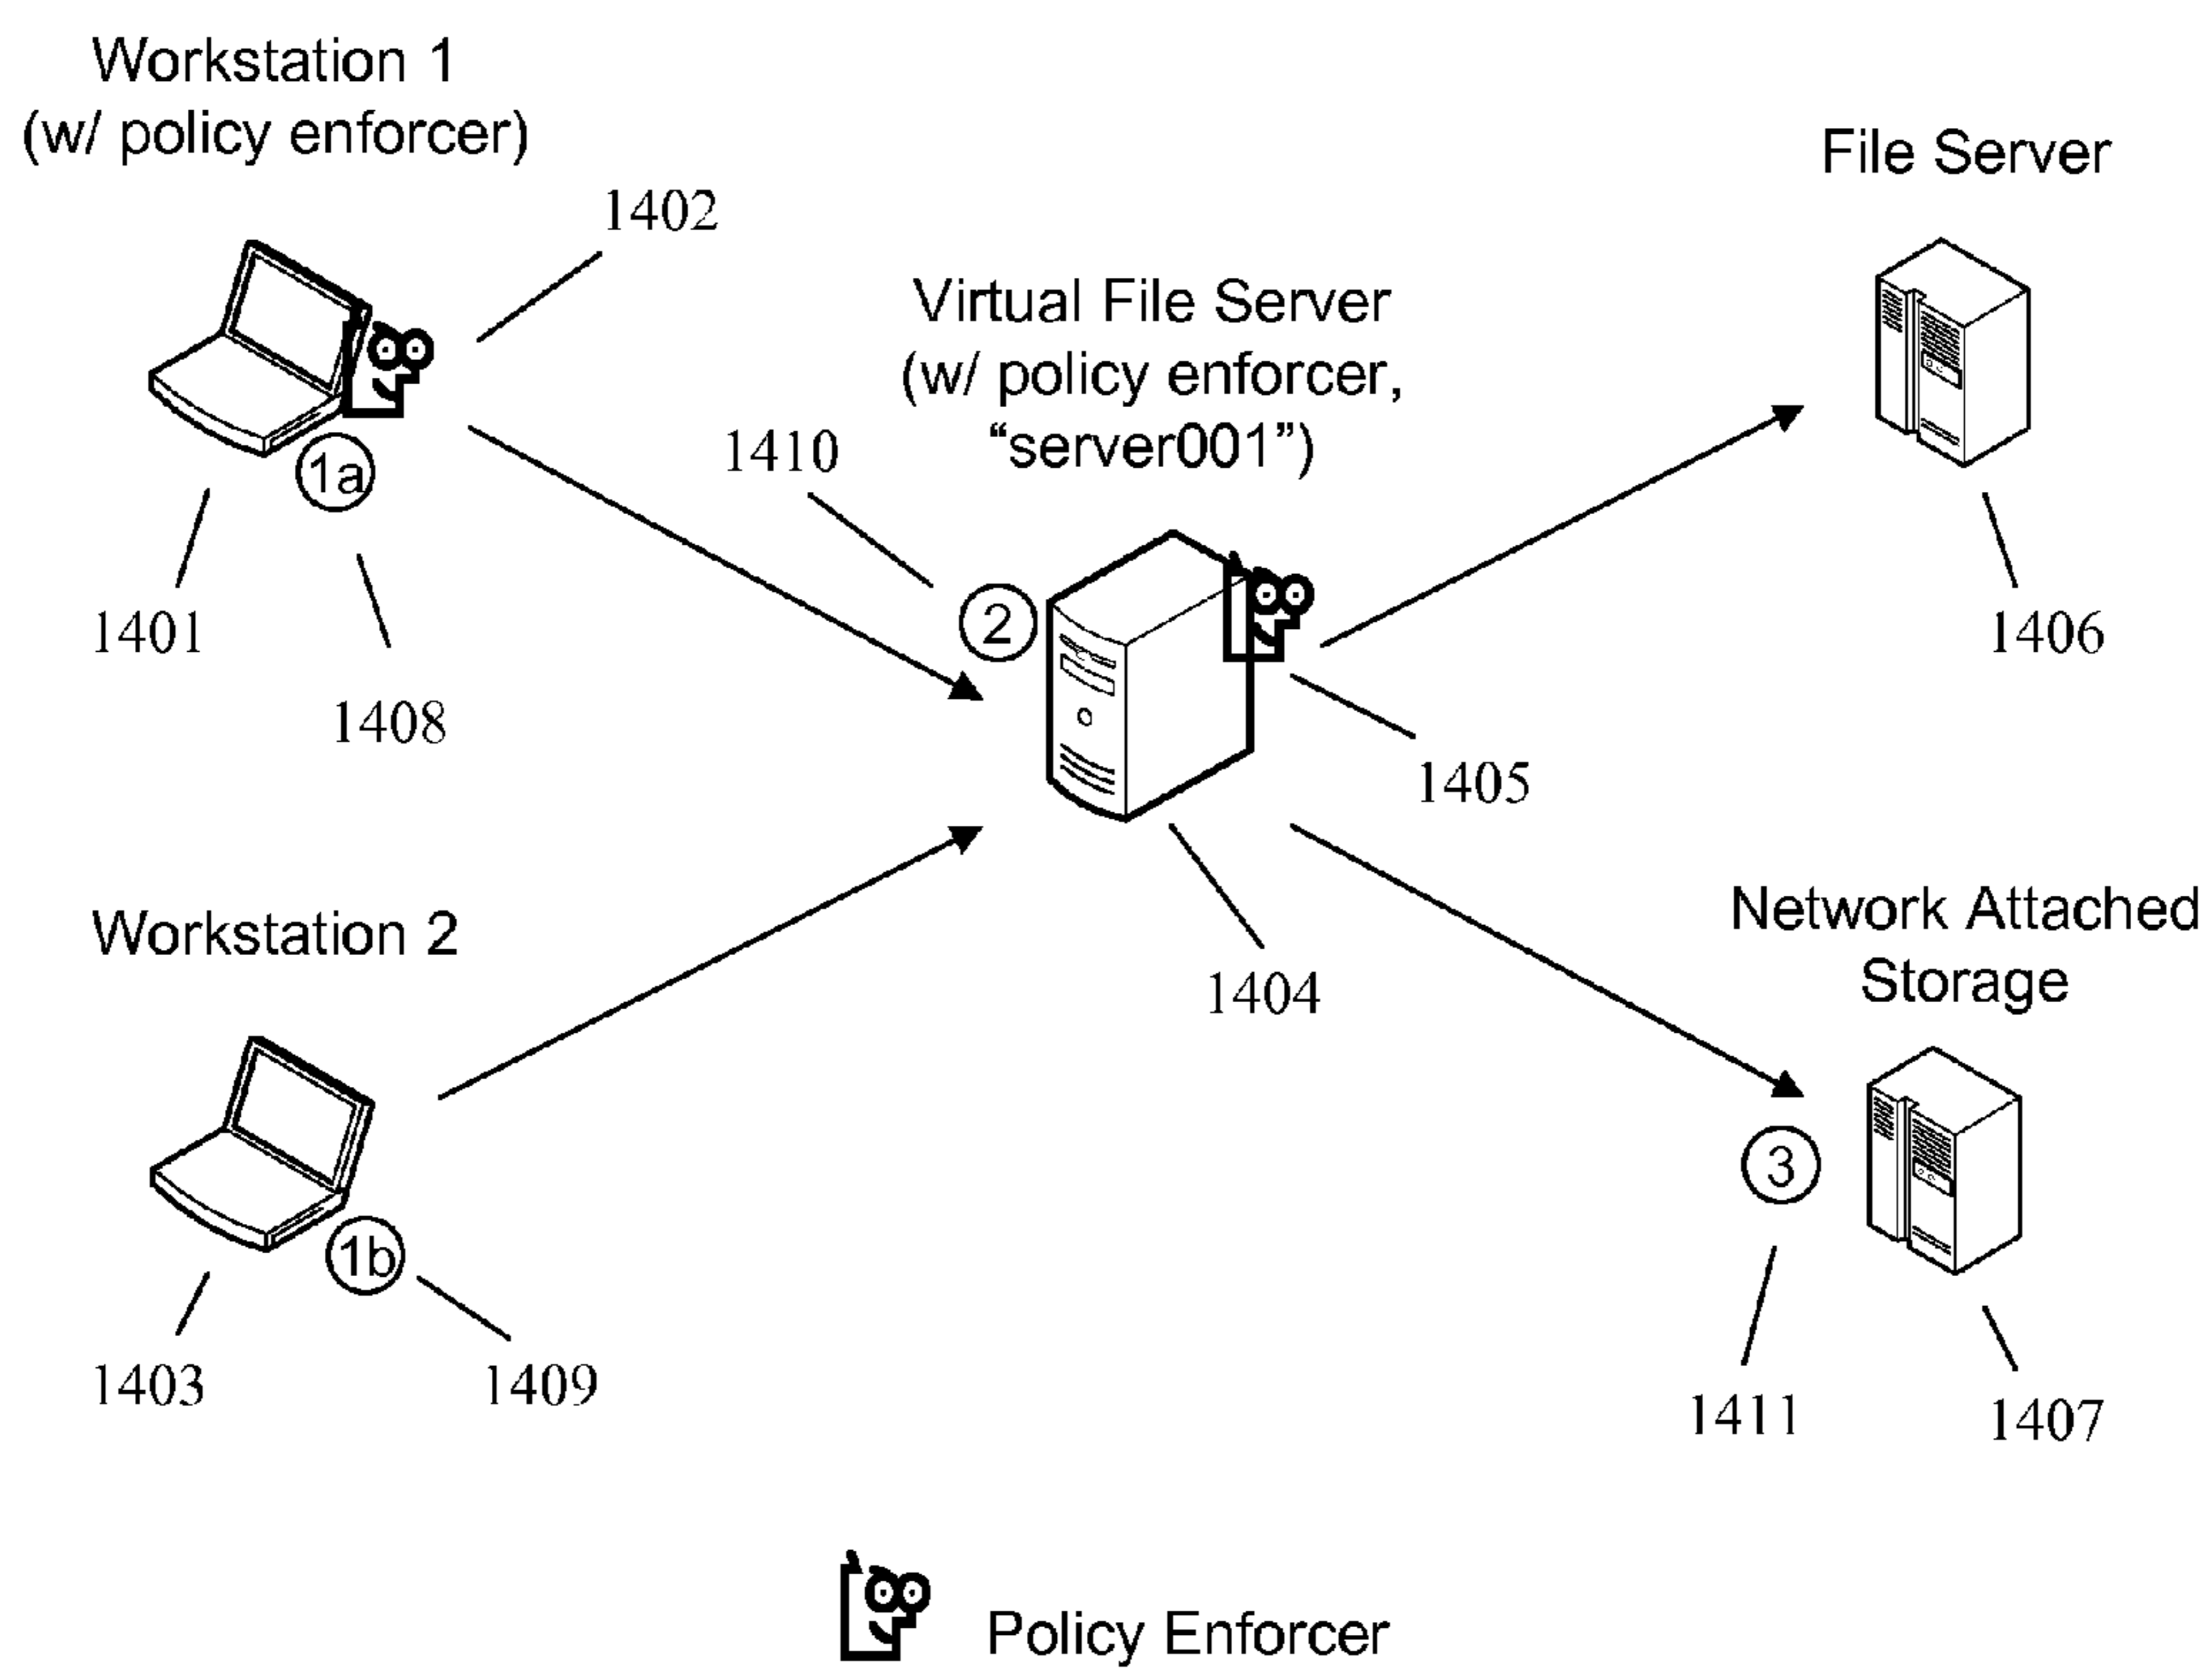 Workstation 1
(w/ policy enforcer)
1402
File Server
Virtual File Server
(w/ policy enforcer,
“server001”)
1410
1a
2
1401
1406
1408
1405
Workstation 2
1404
Network Attached
Storage
3
1b
1403
1409
1411
1407
Policy Enforcer